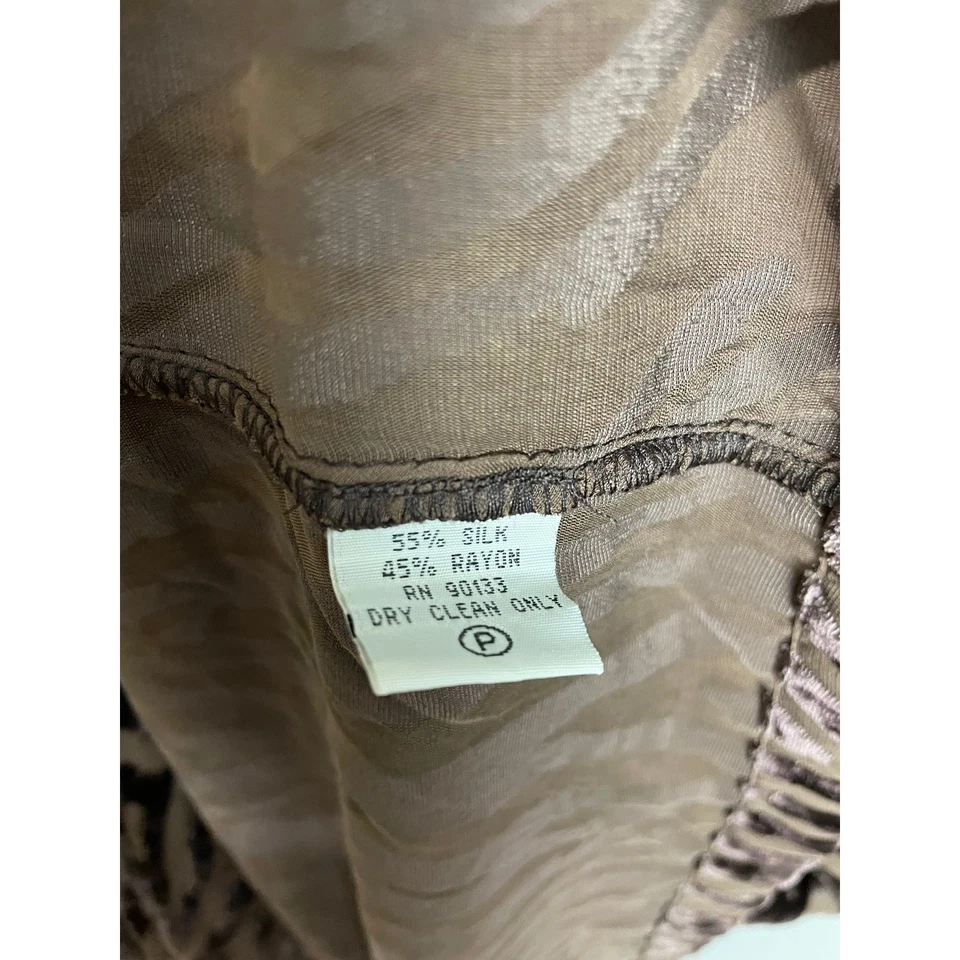 55% SILK
45% RAYON
RN 90133
DRY CLEAN ONLY
P